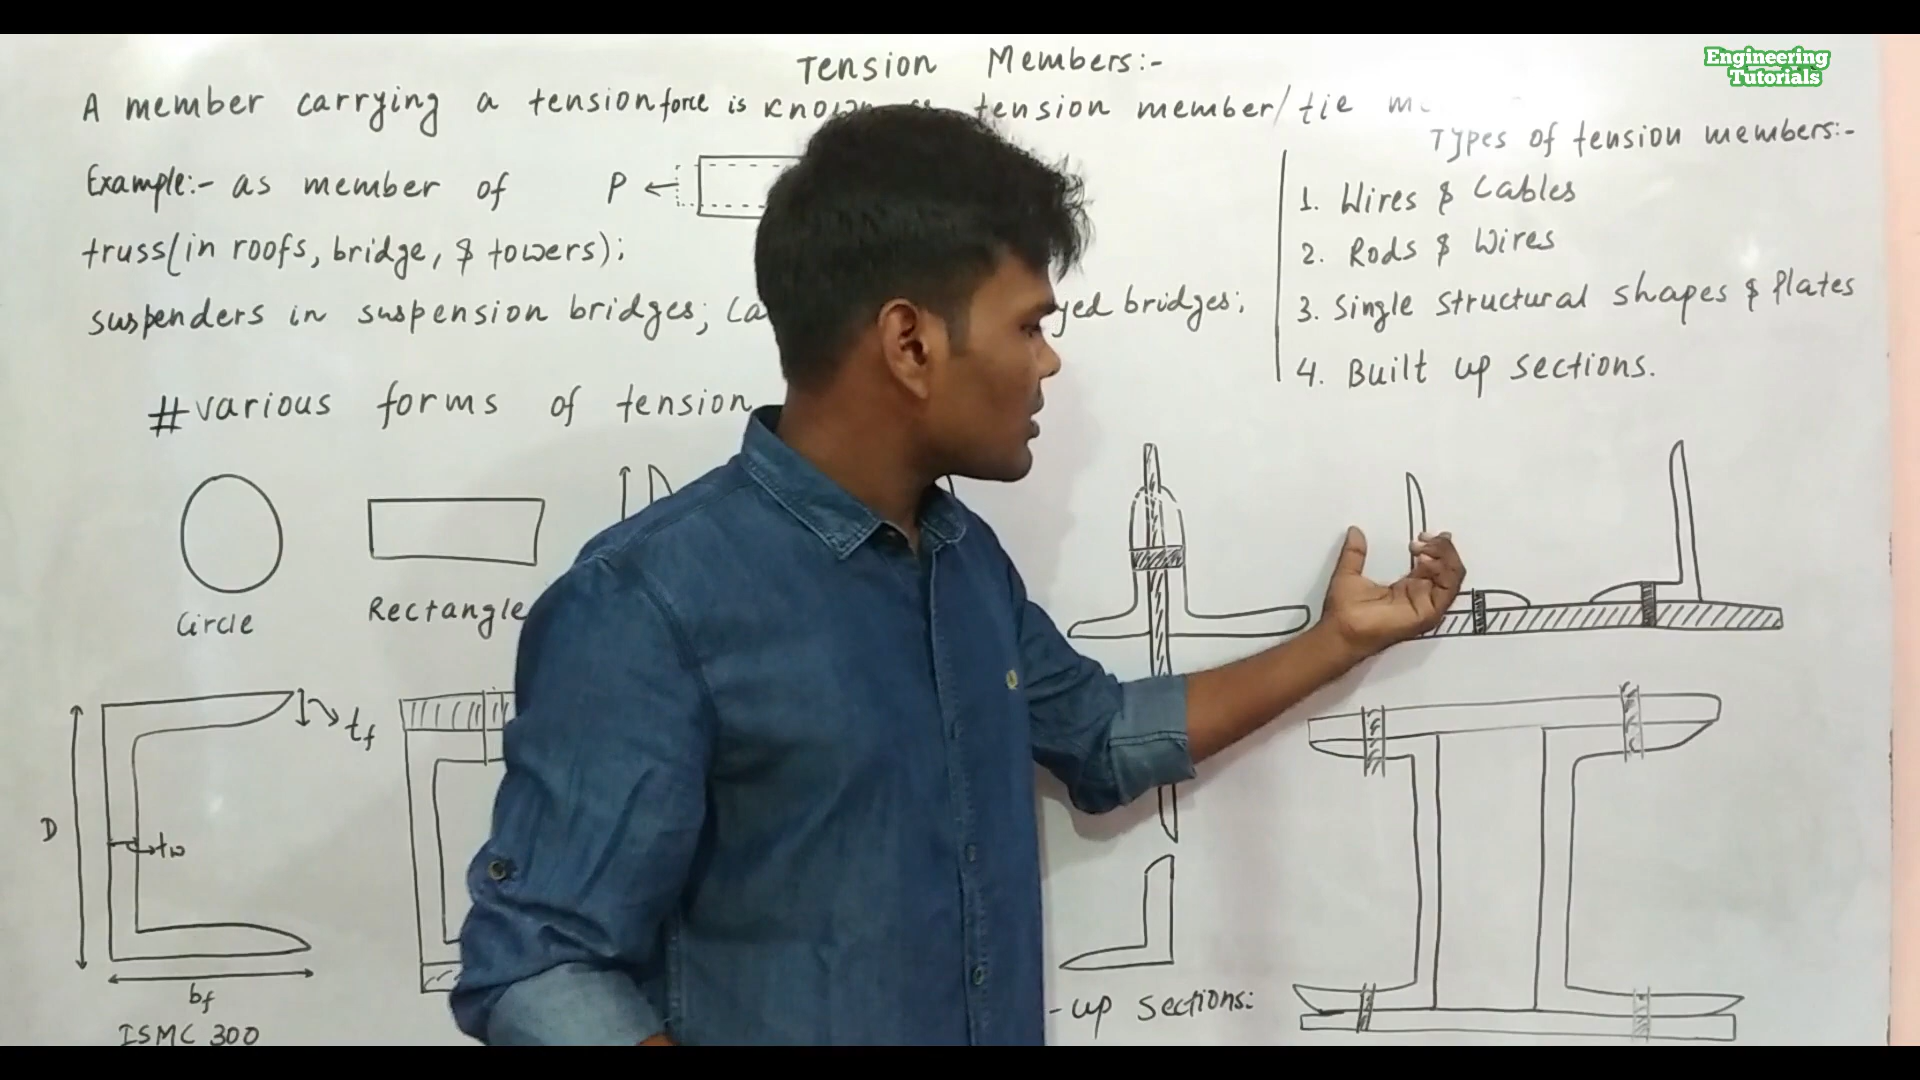 Engineering
Tutorials
Tension Members:-
A member carrying a tension force is tension member/tie
Types of tension members:-
Example:- as member of P
truss(in roofs, bridge, & towers);
suspenders in suspension bridges; bridges;
1. Wires & Cables
2. Rods & Wires
3. Single structural shapes & Plates
4. Built up sections.
#various forms of tension
Circle
Rectangle
tf
D
tw
bf
ISMC 300
-up sections: